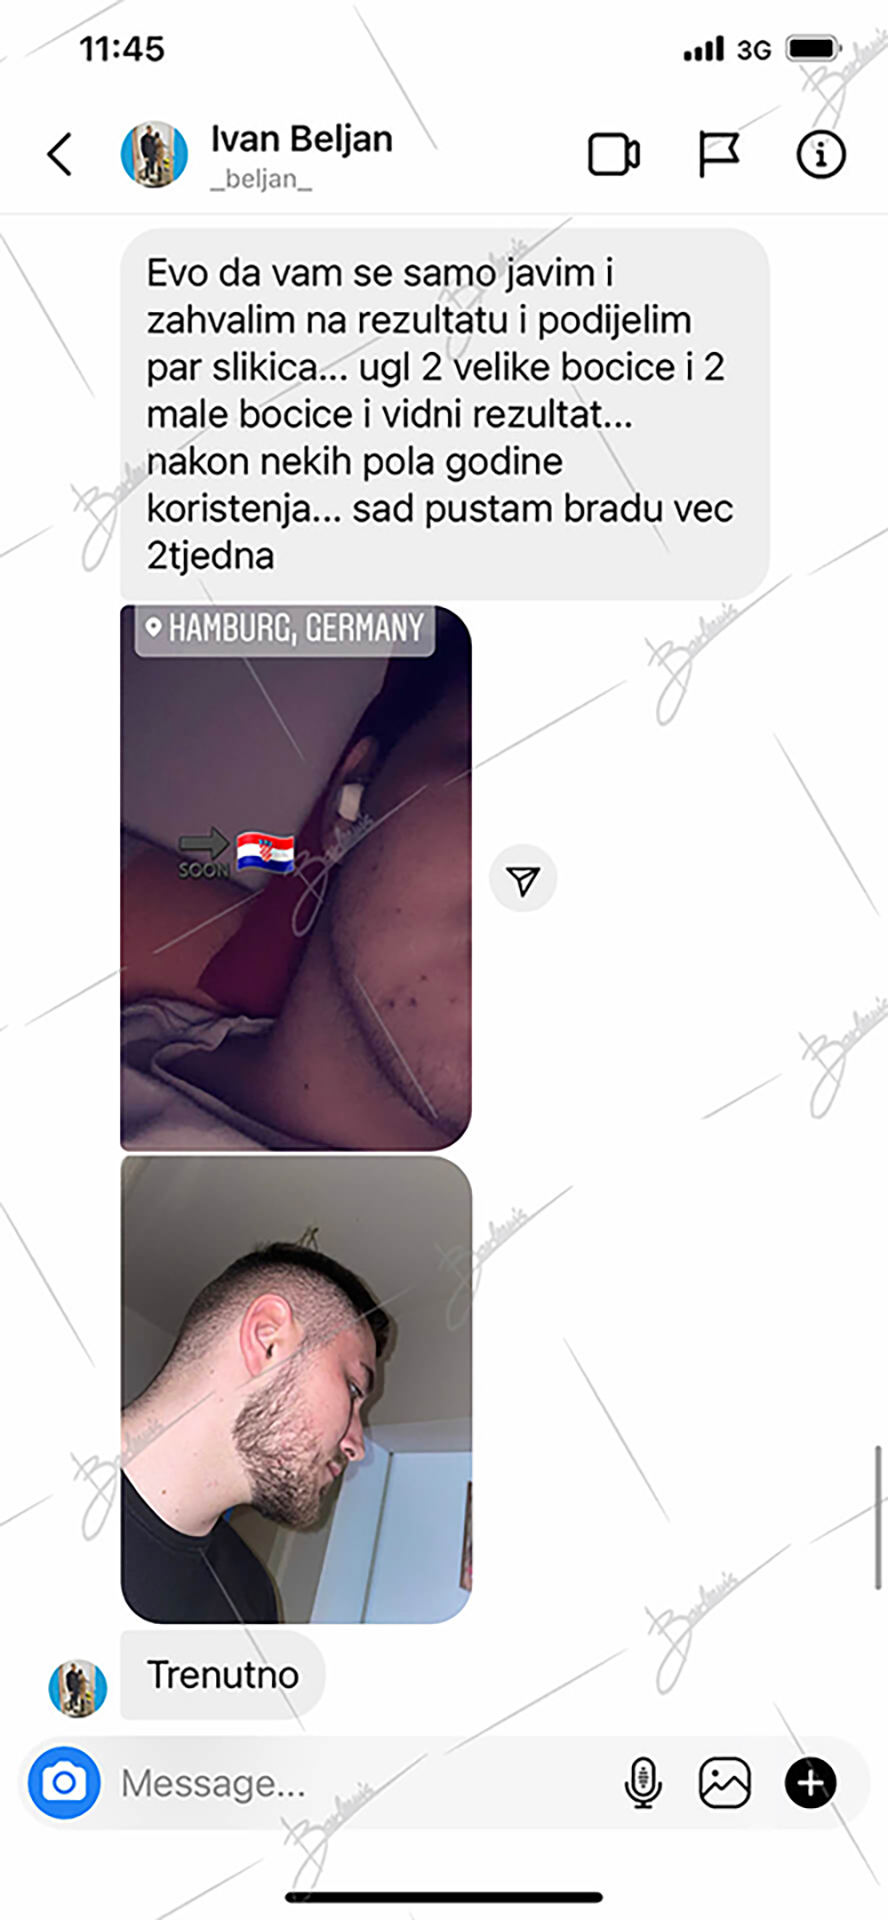 11:45
3G
Ivan Beljan
_beljan_
Evo da vam se samo javim i
zahvalim na rezultatu i podijelim
par slikica... ugl 2 velike bocice i 2
male bocice i vidni rezultat...
nakon nekih pola godine
koristenja... sad pustam bradu vec
2tjedna
HAMBURG, GERMANY
SOON
Trenutno
Message...